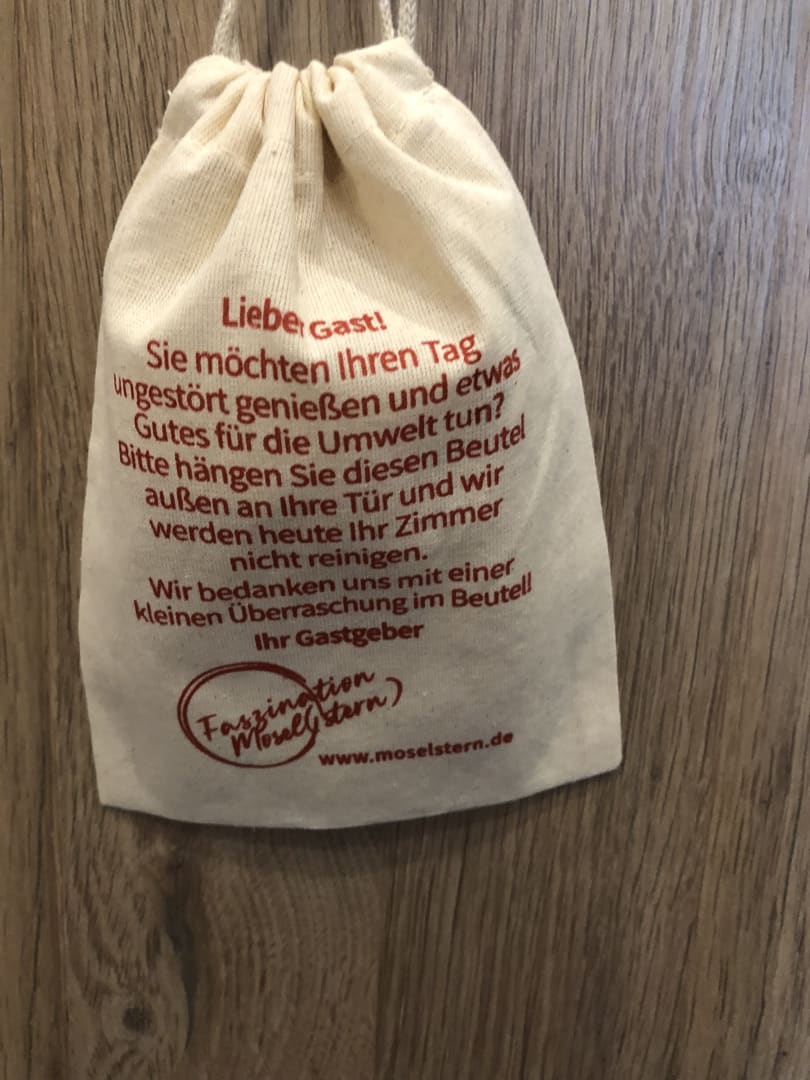 Lieber Gast!
Sie möchten Ihren Tag
ungestört genießen und etwas
Gutes für die Umwelt tun?
Bitte hängen Sie diesen Beutel
außen an Ihre Tür und wir
werden heute Ihr Zimmer
nicht reinigen.
Wir bedanken uns mit einer
kleinen Überraschung im Beutel!
Ihr Gastgeber
Faszination
Mosel(stern)
www.moselstern.de